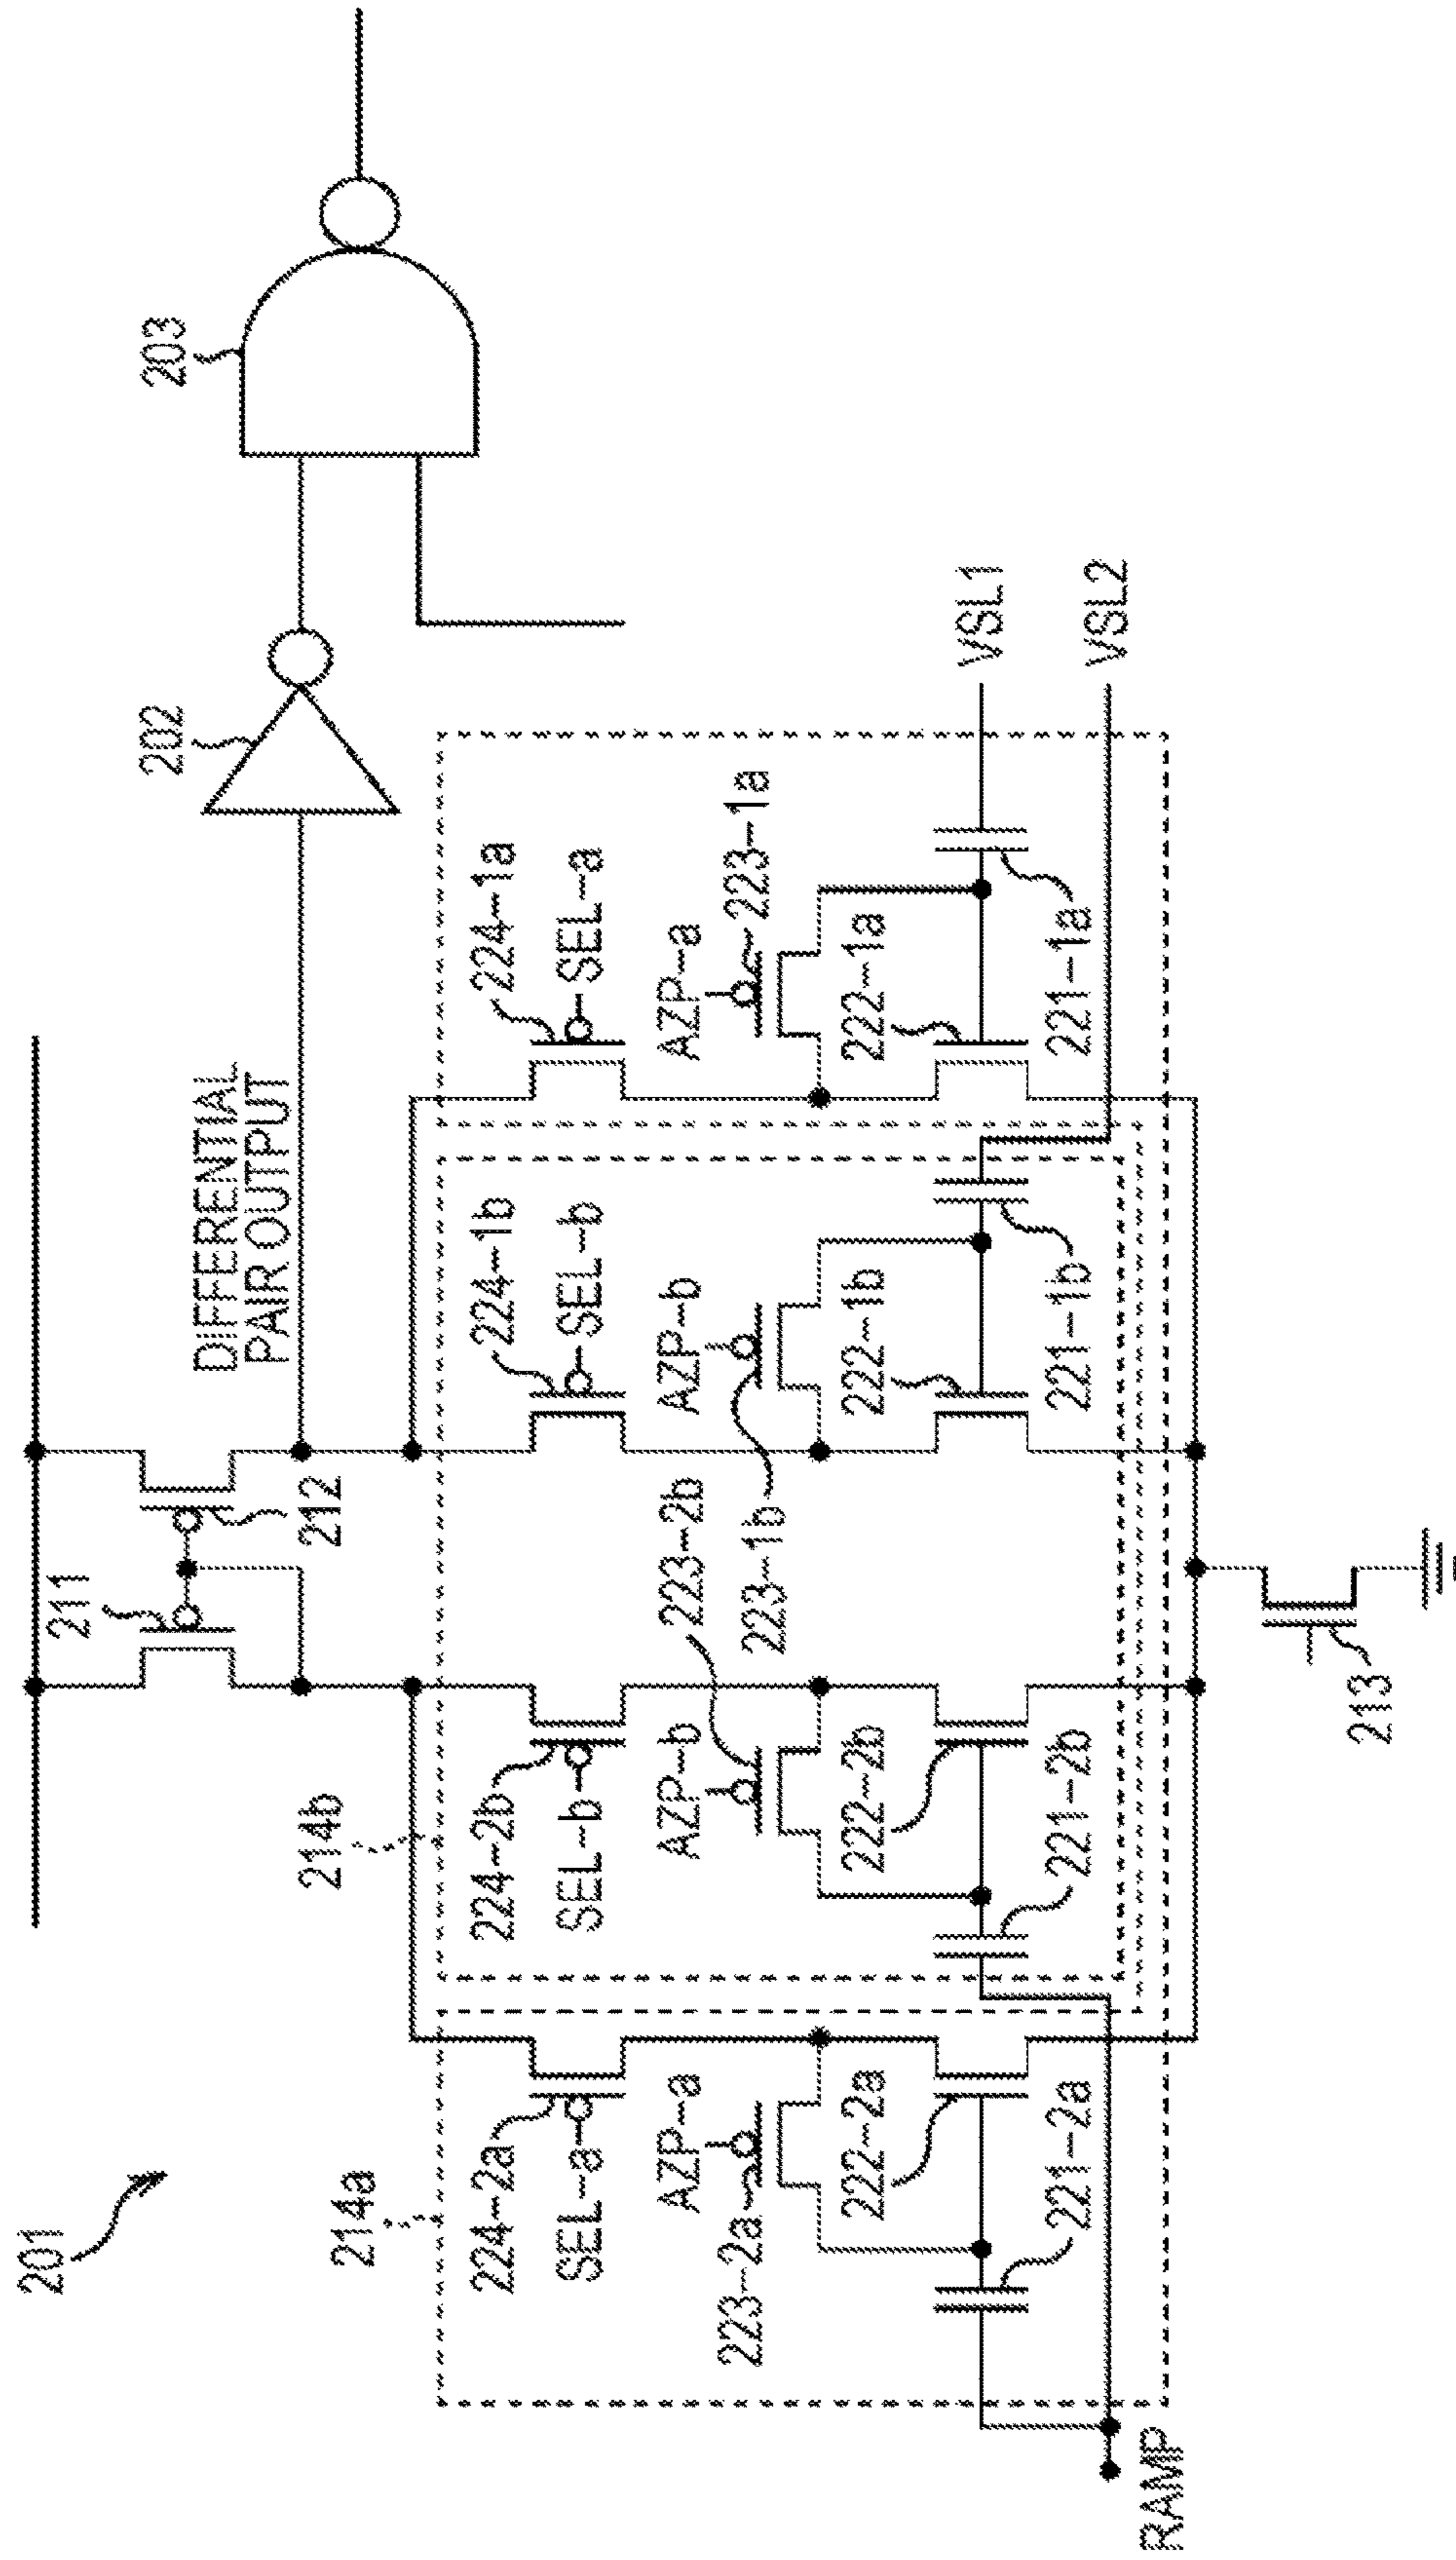 201
211
212
DIFFERENTIAL
PAIR OUTPUT
202
203
214a
214b
224-2a
SEL-a
224-2b
SEL-b
224-1b
SEL-b
224-1a
SEL-a
AZP-a
223-2a
AZP-b
223-2b
AZP-b
223-1b
AZP-a
223-1a
222-2a
222-2b
222-1b
222-1a
221-2a
221-2b
221-1b
221-1a
VSL1
VSL2
RAMP
213